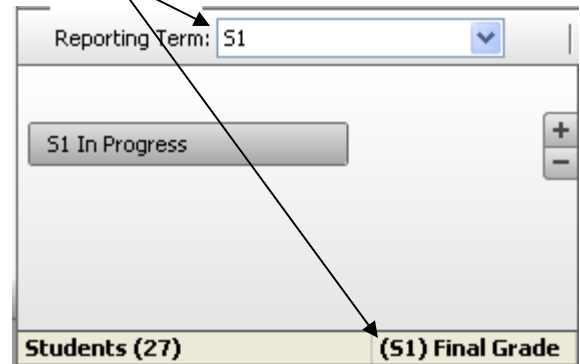 Reporting Term: S1
S1 In Progress
+
−
Students (27) (S1) Final Grade